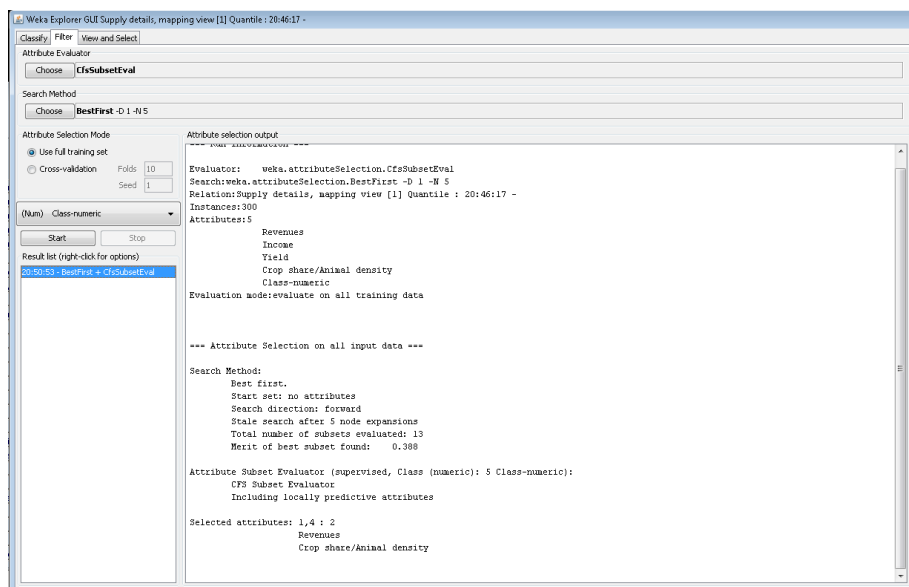 Weka Explorer GUI Supply details, mapping view [1] Quantile : 20:46:17 -
Classify Filter View and Select
Attribute Evaluator
Choose CfsSubsetEval
Search Method
Choose BestFirst -D 1 -N 5
Attribute Selection Mode
Use full training set
Cross-validation Folds 10
Seed 1
(Num) Class-numeric
Start Stop
Result list (right-click for options)
20:50:53 - BestFirst + CfsSubsetEval
Attribute selection output
=== Run information ===
Evaluator: weka.attributeSelection.CfsSubsetEval
Search:weka.attributeSelection.BestFirst -D 1 -N 5
Relation:Supply details, mapping view [1] Quantile : 20:46:17 -
Instances:300
Attributes:5
Revenues
Income
Yield
Crop share/Animal density
Class-numeric
Evaluation mode:evaluate on all training data
=== Attribute Selection on all input data ===
Search Method:
Best first.
Start set: no attributes
Search direction: forward
Stale search after 5 node expansions
Total number of subsets evaluated: 13
Merit of best subset found: 0.388
Attribute Subset Evaluator (supervised, Class (numeric): 5 Class-numeric):
CFS Subset Evaluator
Including locally predictive attributes
Selected attributes: 1,4 : 2
Revenues
Crop share/Animal density